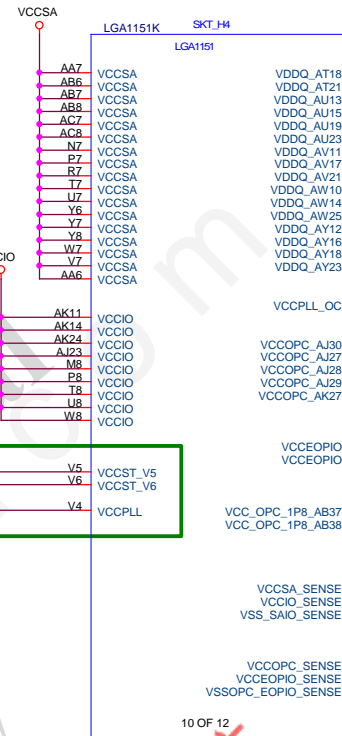 VCCSA
LGA1151K SKT_H4
LGA1151
AA7 VCCSA VDDQ_AT18
AB6 VCCSA VDDQ_AT21
AB7 VCCSA VDDQ_AU13
AB8 VCCSA VDDQ_AU15
AC7 VCCSA VDDQ_AU19
AC8 VCCSA VDDQ_AU23
N7 VCCSA VDDQ_AV11
P7 VCCSA VDDQ_AV17
R7 VCCSA VDDQ_AV21
T7 VCCSA VDDQ_AW10
U7 VCCSA VDDQ_AW14
Y6 VCCSA VDDQ_AW25
Y7 VCCSA VDDQ_AY12
Y8 VCCSA VDDQ_AY16
W7 VCCSA VDDQ_AY18
V7 VCCSA VDDQ_AY23
AA6 VCCSA
CIO
VCCPLL_OC
AK11 VCCIO
AK14 VCCIO
AK24 VCCIO VCCOPC_AJ30
AJ23 VCCIO VCCOPC_AJ27
M8 VCCIO VCCOPC_AJ28
P8 VCCIO VCCOPC_AJ29
T8 VCCIO VCCOPC_AK27
U8 VCCIO
W8 VCCIO
VCCEOPIO
VCCEOPIO
V5 VCCST_V5
V6 VCCST_V6
V4 VCCPLL VCC_OPC_1P8_AB37
VCC_OPC_1P8_AB38
VCCSA_SENSE
VCCIO_SENSE
VSS_SAIO_SENSE
VCCOPC_SENSE
VCCEOPIO_SENSE
VSSOPC_EOPIO_SENSE
10 OF 12